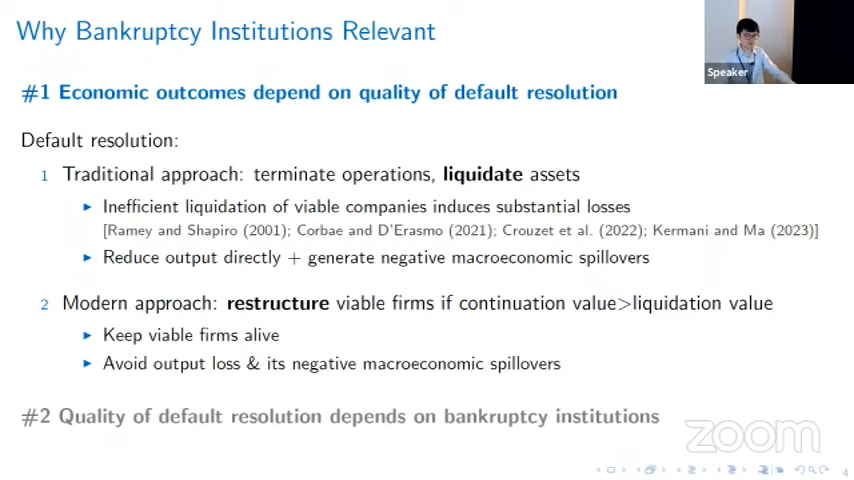 Why Bankruptcy Institutions Relevant
Speaker
#1 Economic outcomes depend on quality of default resolution
Default resolution:
1 Traditional approach: terminate operations, liquidate assets
▶ Inefficient liquidation of viable companies induces substantial losses
[Ramey and Shapiro (2001); Corbae and D'Erasmo (2021); Crouzet et al. (2022); Kermani and Ma (2023)]
▶ Reduce output directly + generate negative macroeconomic spillovers
2 Modern approach: restructure viable firms if continuation value>liquidation value
▶ Keep viable firms alive
▶ Avoid output loss & its negative macroeconomic spillovers
#2 Quality of default resolution depends on bankruptcy institutions
zoom
4